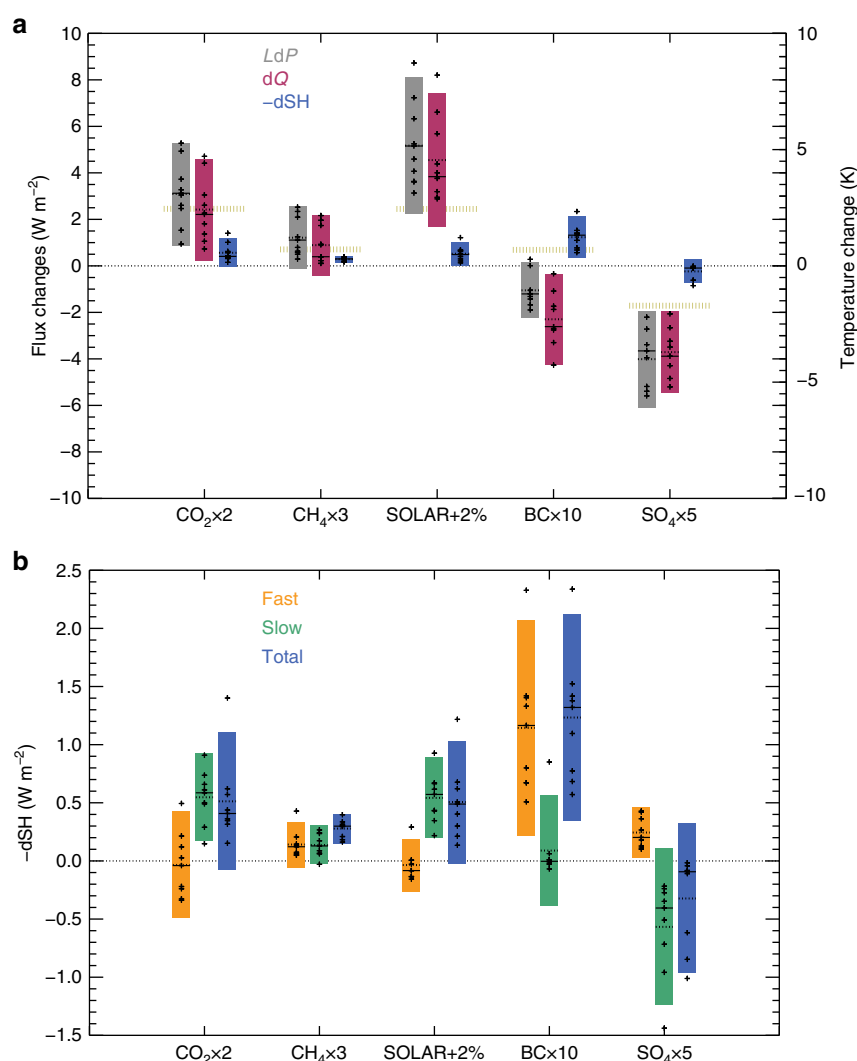 a
10
8
6
4
2
0
−2
−4
−6
−8
−10
Flux changes (W m⁻²)
LdP
dQ
−dSH
10
5
0
−5
−10
Temperature change (K)
CO₂×2 CH₄×3 SOLAR+2% BC×10 SO₄×5
b
2.5
2.0
1.5
1.0
0.5
0.0
−0.5
−1.0
−1.5
−dSH (W m⁻²)
Fast
Slow
Total
CO₂×2 CH₄×3 SOLAR+2% BC×10 SO₄×5